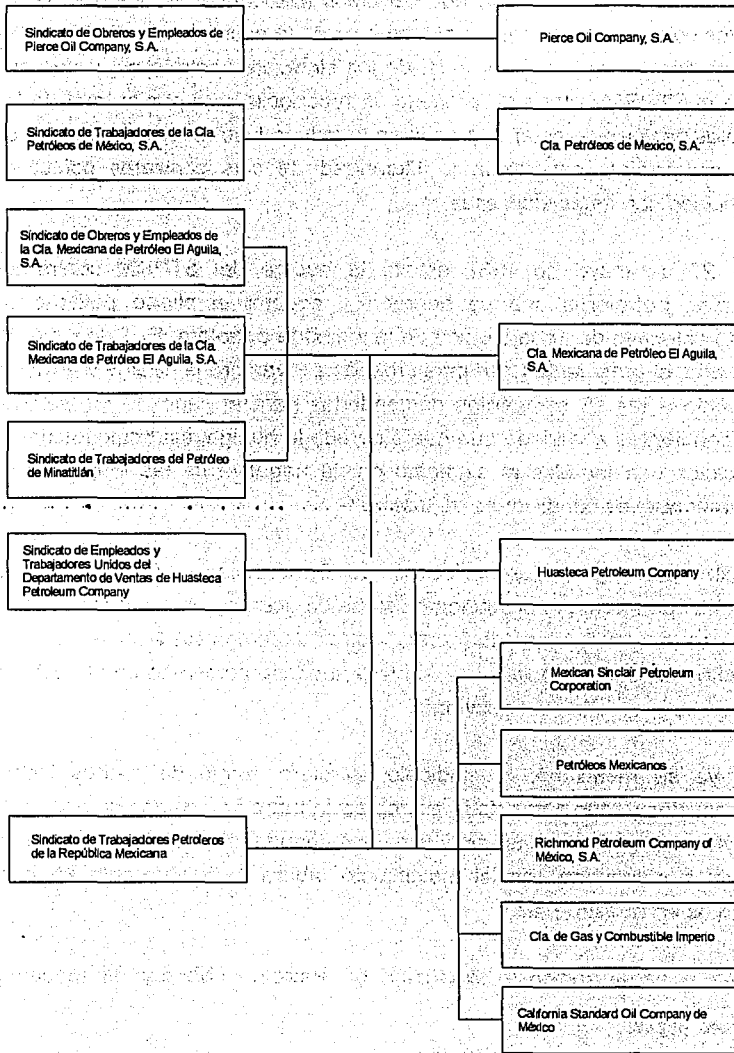 Sindicato de Obreros y Empleados de
Pierce Oil Company, S.A.
Pierce Oil Company, S.A.
Sindicato de Trabajadores de la Cía.
Petróleos de México, S.A.
Cía. Petróleos de Mexico, S.A.
Sindicato de Obreros y Empleados de
la Cía. Mexicana de Petróleo El Aguila,
S.A.
Sindicato de Trabajadores de la Cía.
Mexicana de Petróleo El Aguila, S.A.
Cía. Mexicana de Petróleo El Aguila,
S.A.
Sindicato de Trabajadores del Petróleo
de Minatitlán
Sindicato de Empleados y
Trabajadores Unidos del
Departamento de Ventas de Huasteca
Petroleum Company
Huasteca Petroleum Company
Mexican Sinclair Petroleum
Corporation
Petróleos Mexicanos
Sindicato de Trabajadores Petroleros
de la República Mexicana
Richmond Petroleum Company of
México, S.A.
Cía. de Gas y Combustible Imperio
California Standard Oil Company de
México